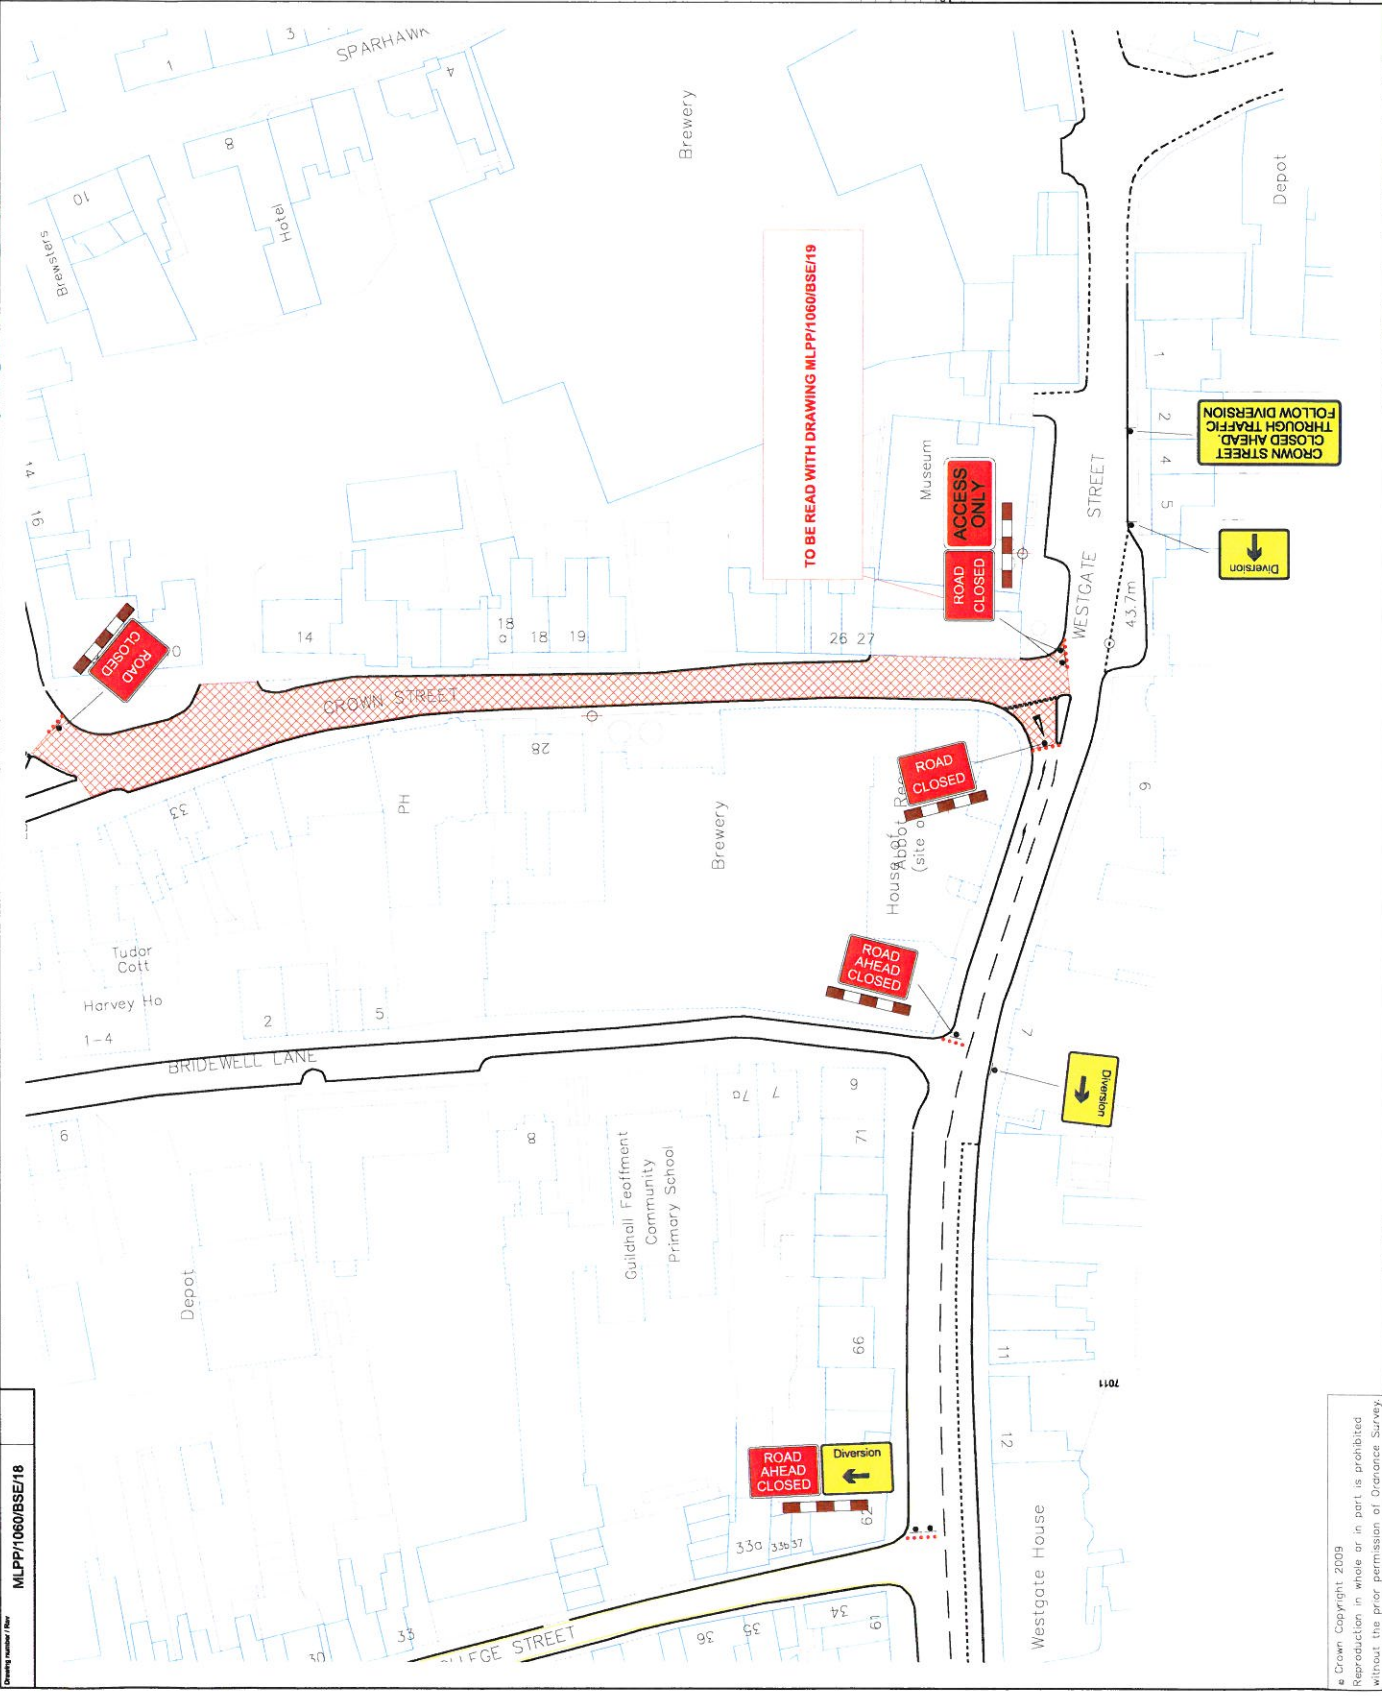 SPARHAWK
3
1
4
8
10
Hotel
Brewsters
Brewery
Depot
TO BE READ WITH DRAWING MLPP/1060/BSE/19
14
16
Museum
ACCESS
ONLY
ROAD
CLOSED
WESTGATE STREET
1
2
4
5
CROWN STREET
CLOSED AHEAD.
THROUGH TRAFFIC
FOLLOW DIVERSION
Diversion
43.7m
ROAD
CLOSED
14
18
a
18
19
26 27
CROWN STREET
28
33
PH
Brewery
ROAD
CLOSED
House of
Abbot Re
(site o
6
Tudor
Cott
Harvey Ho
1-4
2
5
ROAD
AHEAD
CLOSED
BRIDEWELL LANE
7
Diversion
6
8
7a
7
6
71
Guildhall Feoffment
Community
Primary School
Depot
66
11
7011
12
ROAD
AHEAD
CLOSED
Diversion
62
33a
33b
37
Westgate House
33
30
LLEGE STREET
36
35
34
61
Drawing number / Rev
MLPP/1060/BSE/18
© Crown Copyright 2009
Reproduction in whole or in part is prohibited
without the prior permission of Ordnance Survey.